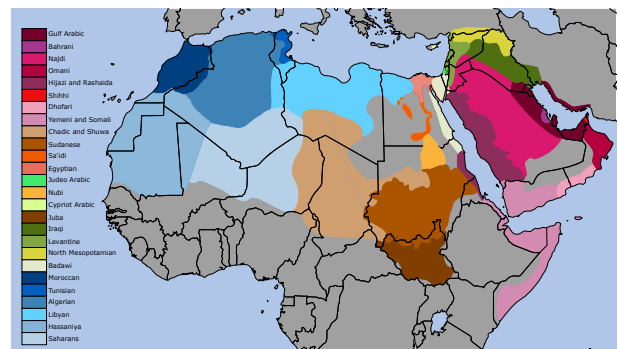 Gulf Arabic
Bahrani
Najdi
Omani
Hijazi and Rashaida
Shihhi
Dhofari
Yemeni and Somali
Chadic and Shuwa
Sudanese
Sa'idi
Egyptian
Judeo Arabic
Nubi
Cypriot Arabic
Juba
Iraqi
Levantine
North Mesopotamian
Badawi
Moroccan
Tunisian
Algerian
Libyan
Hassaniya
Saharans